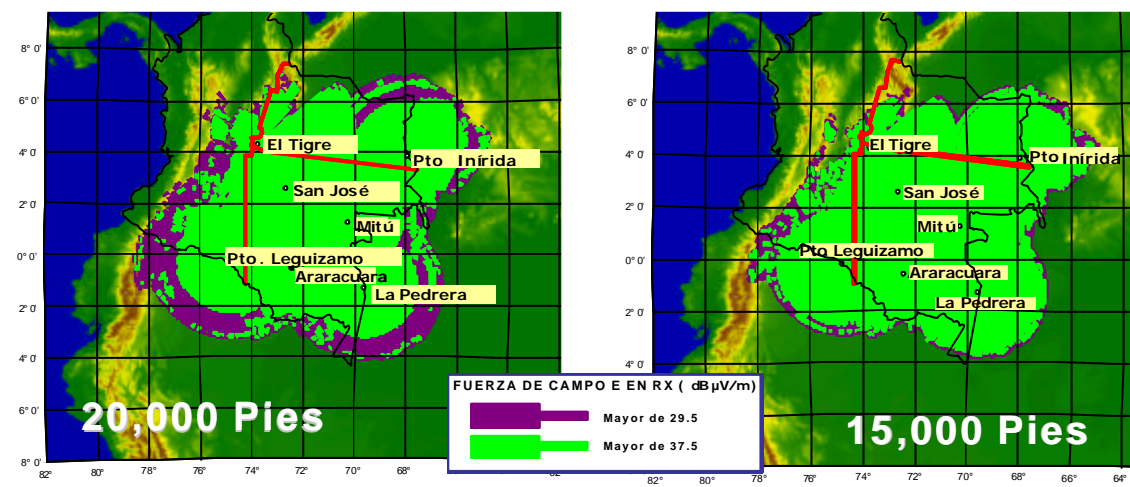 8° 0'
6° 0'
4° 0'
2° 0'
0° 0'
2° 0'
4° 0'
6° 0'
8° 0'
82°
80°
78°
76°
74°
72°
70°
68°
El Tigre
Pto Inírida
San José
Mitú
Pto. Leguizamo
Araracuara
La Pedrera
20,000 Pies
8° 0'
6° 0'
4° 0'
2° 0'
0° 0'
2° 0'
4° 0'
82°
80°
78°
76°
74°
72°
70°
68°
66°
64°
El Tigre
Pto Inírida
San José
Mitú
Pto Leguizamo
Araracuara
La Pedrera
15,000 Pies
FUERZA DE CAMPO E EN RX ( dBµV/m)
Mayor de 29.5
Mayor de 37.5